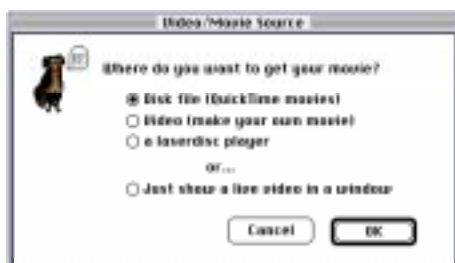 Video/Movie Source
Where do you want to get your movie?
Disk file (QuickTime movies)
Video (make your own movie)
a laserdisc player
or...
Just show a live video in a window
Cancel
OK